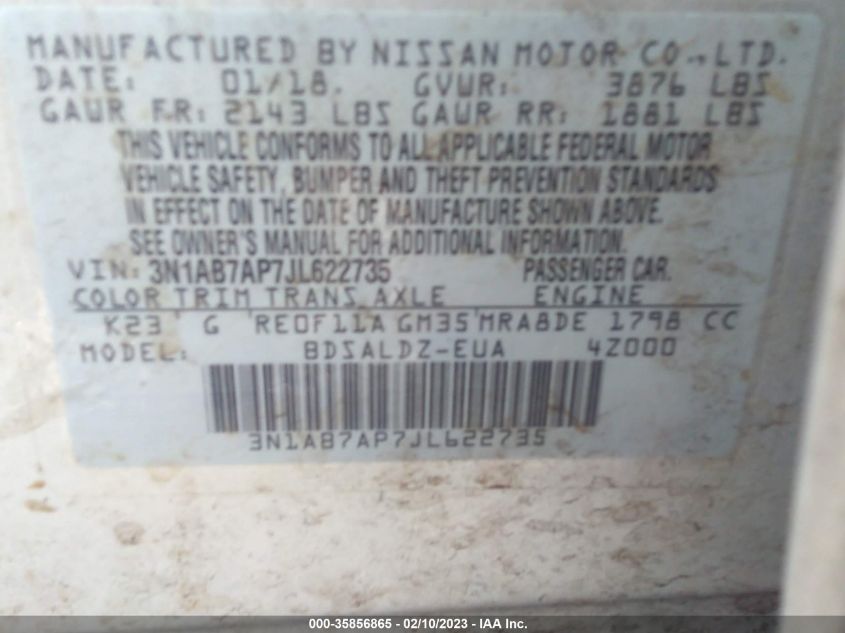 MANUFACTURED BY NISSAN MOTOR CO., LTD.
DATE: 01/18. GVWR: 3876 LBS
GAWR FR: 2143 LBS GAWR RR: 1881 LBS
THIS VEHICLE CONFORMS TO ALL APPLICABLE FEDERAL MOTOR
VEHICLE SAFETY, BUMPER AND THEFT PREVENTION STANDARDS
IN EFFECT ON THE DATE OF MANUFACTURE SHOWN ABOVE.
SEE OWNER'S MANUAL FOR ADDITIONAL INFORMATION.
VIN: 3N1AB7AP7JL622735 PASSENGER CAR.
COLOR TRIM TRANS AXLE ENGINE
K23 G RE0F11A GM35 MRA8DE 1798 CC
MODEL: BDSALDZ-EUA 4Z000
3N1AB7AP7JL622735
000-35856865 - 02/10/2023 - IAA Inc.